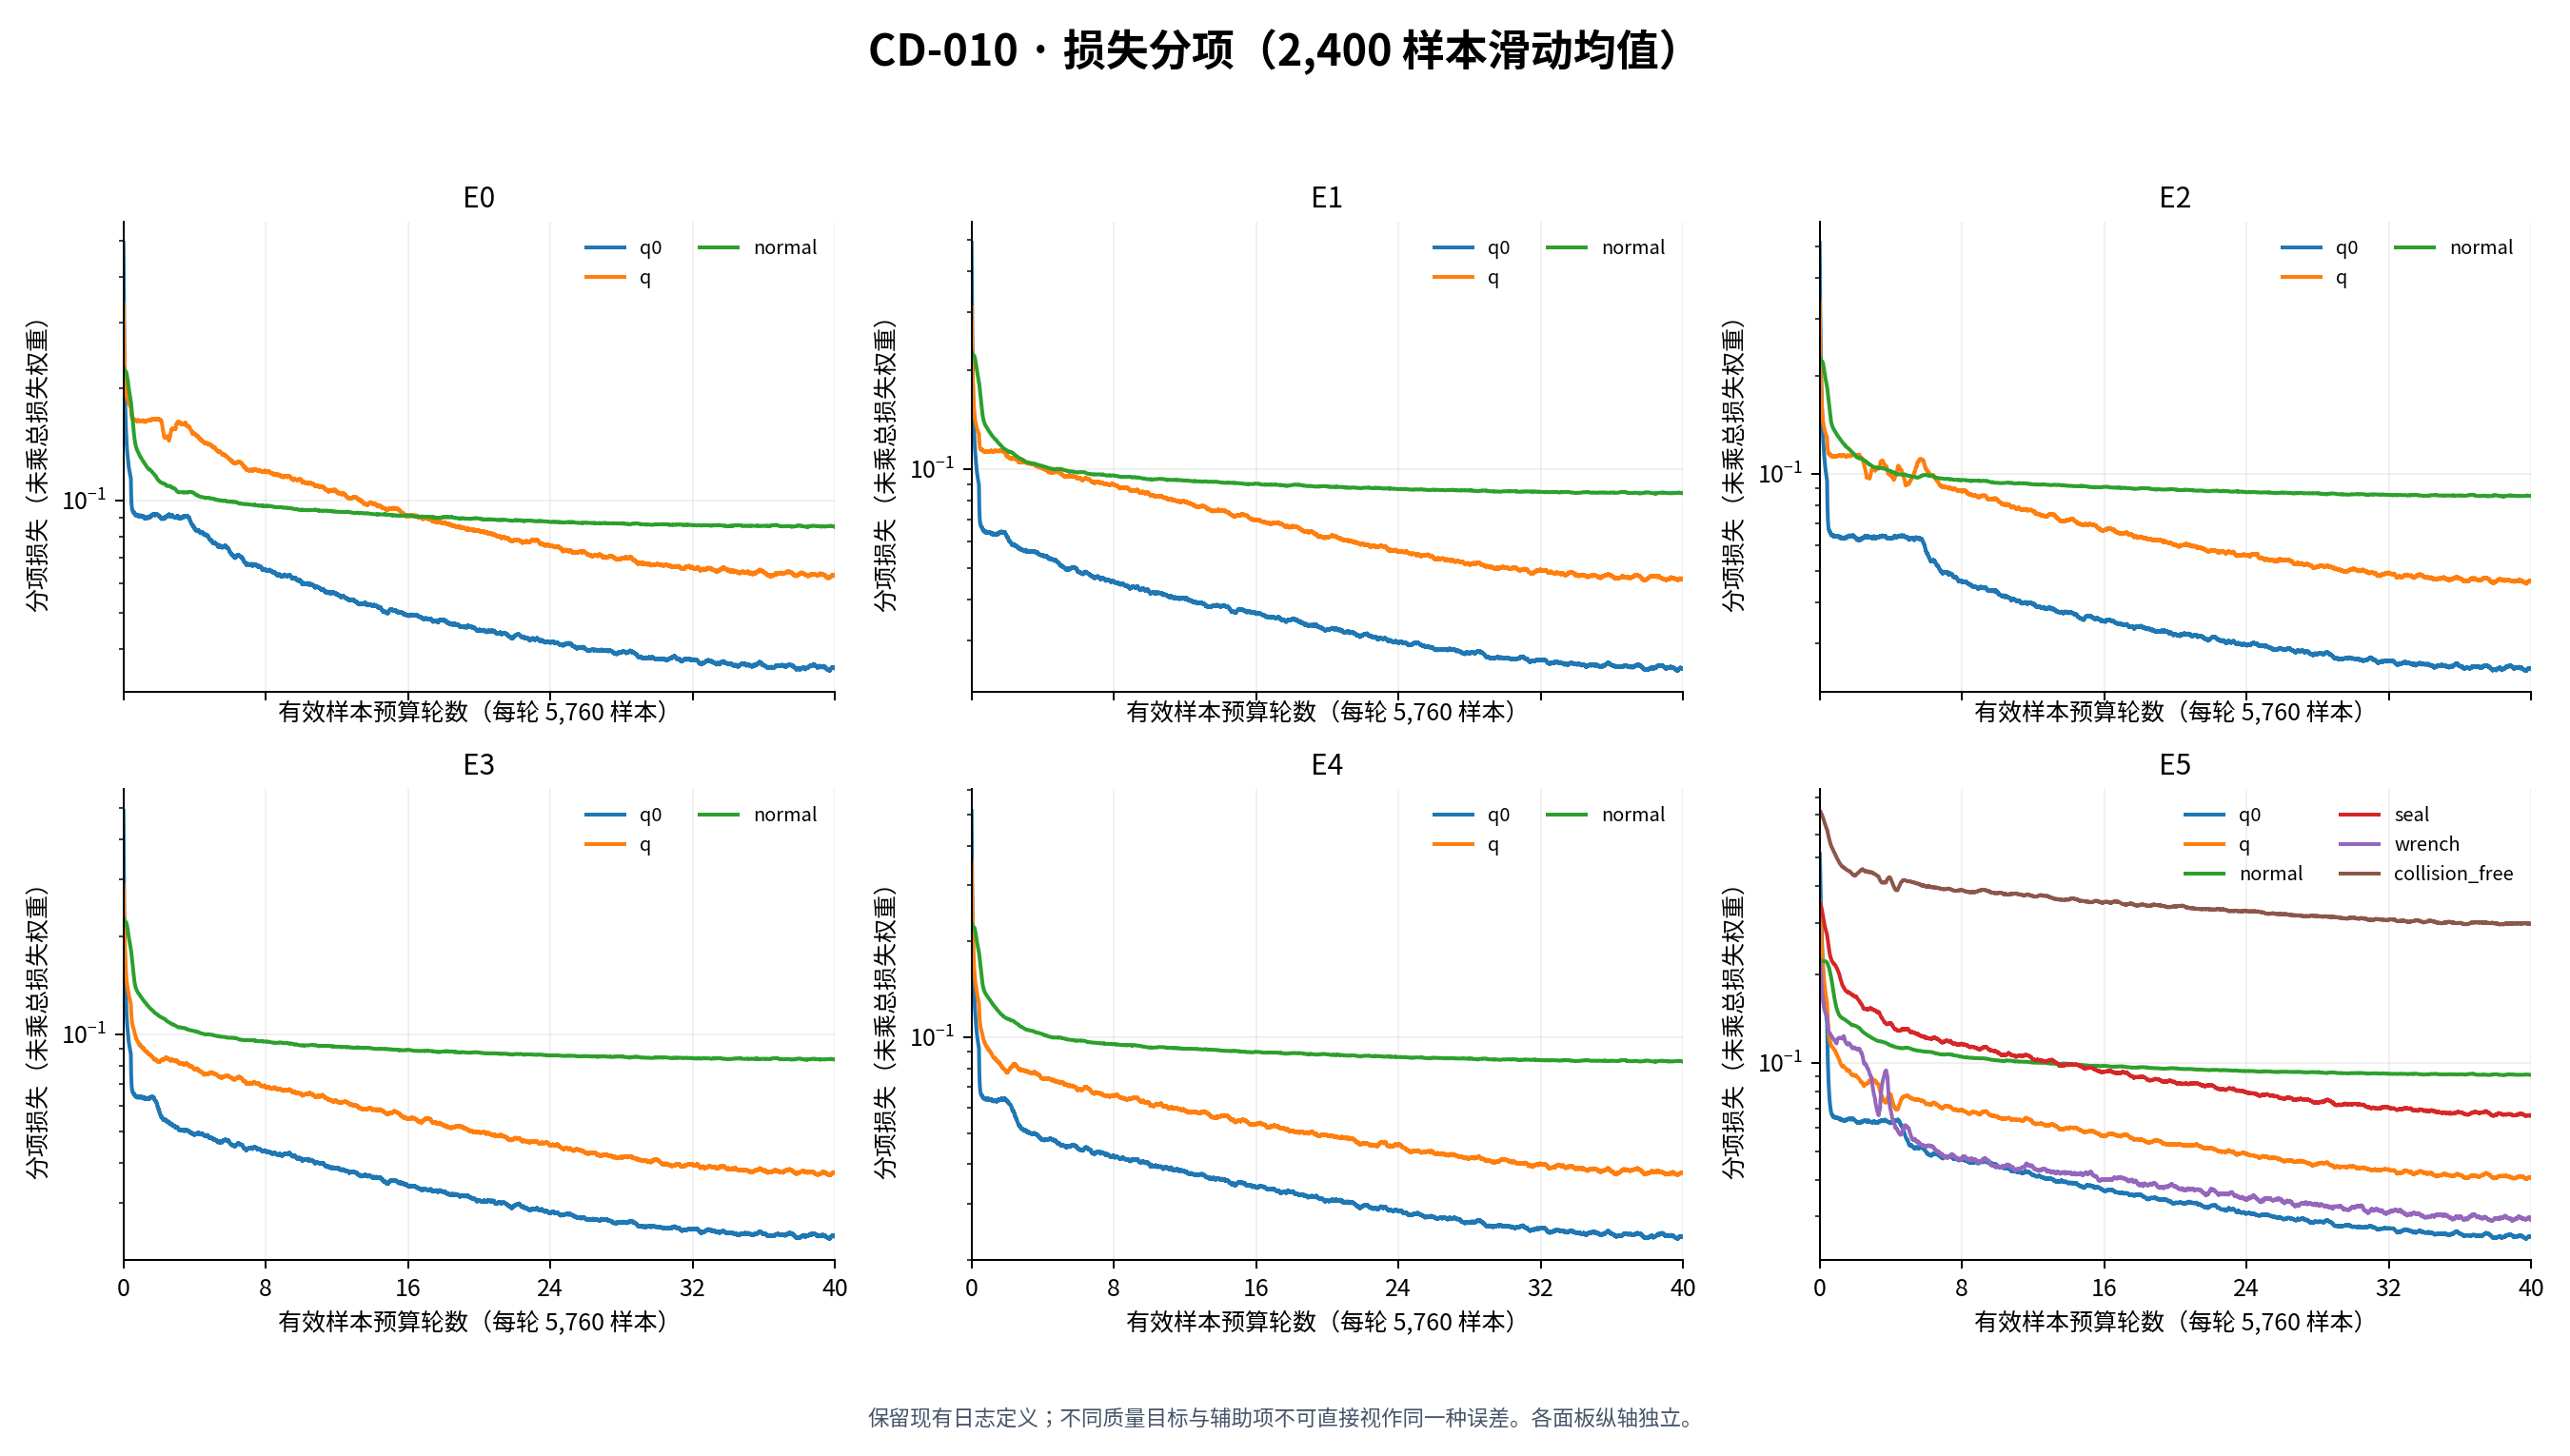 CD-010 · 损失分项（2,400 样本滑动均值）
E0
分项损失（未乘总损失权重）
10⁻¹
q0
q
normal
有效样本预算轮数（每轮 5,760 样本）
E1
分项损失（未乘总损失权重）
10⁻¹
q0
q
normal
有效样本预算轮数（每轮 5,760 样本）
E2
分项损失（未乘总损失权重）
10⁻¹
q0
q
normal
有效样本预算轮数（每轮 5,760 样本）
E3
分项损失（未乘总损失权重）
10⁻¹
q0
q
normal
0 8 16 24 32 40
有效样本预算轮数（每轮 5,760 样本）
E4
分项损失（未乘总损失权重）
10⁻¹
q0
q
normal
0 8 16 24 32 40
有效样本预算轮数（每轮 5,760 样本）
E5
分项损失（未乘总损失权重）
10⁻¹
q0
q
normal
seal
wrench
collision_free
0 8 16 24 32 40
有效样本预算轮数（每轮 5,760 样本）
保留现有日志定义；不同质量目标与辅助项不可直接视作同一种误差。各面板纵轴独立。